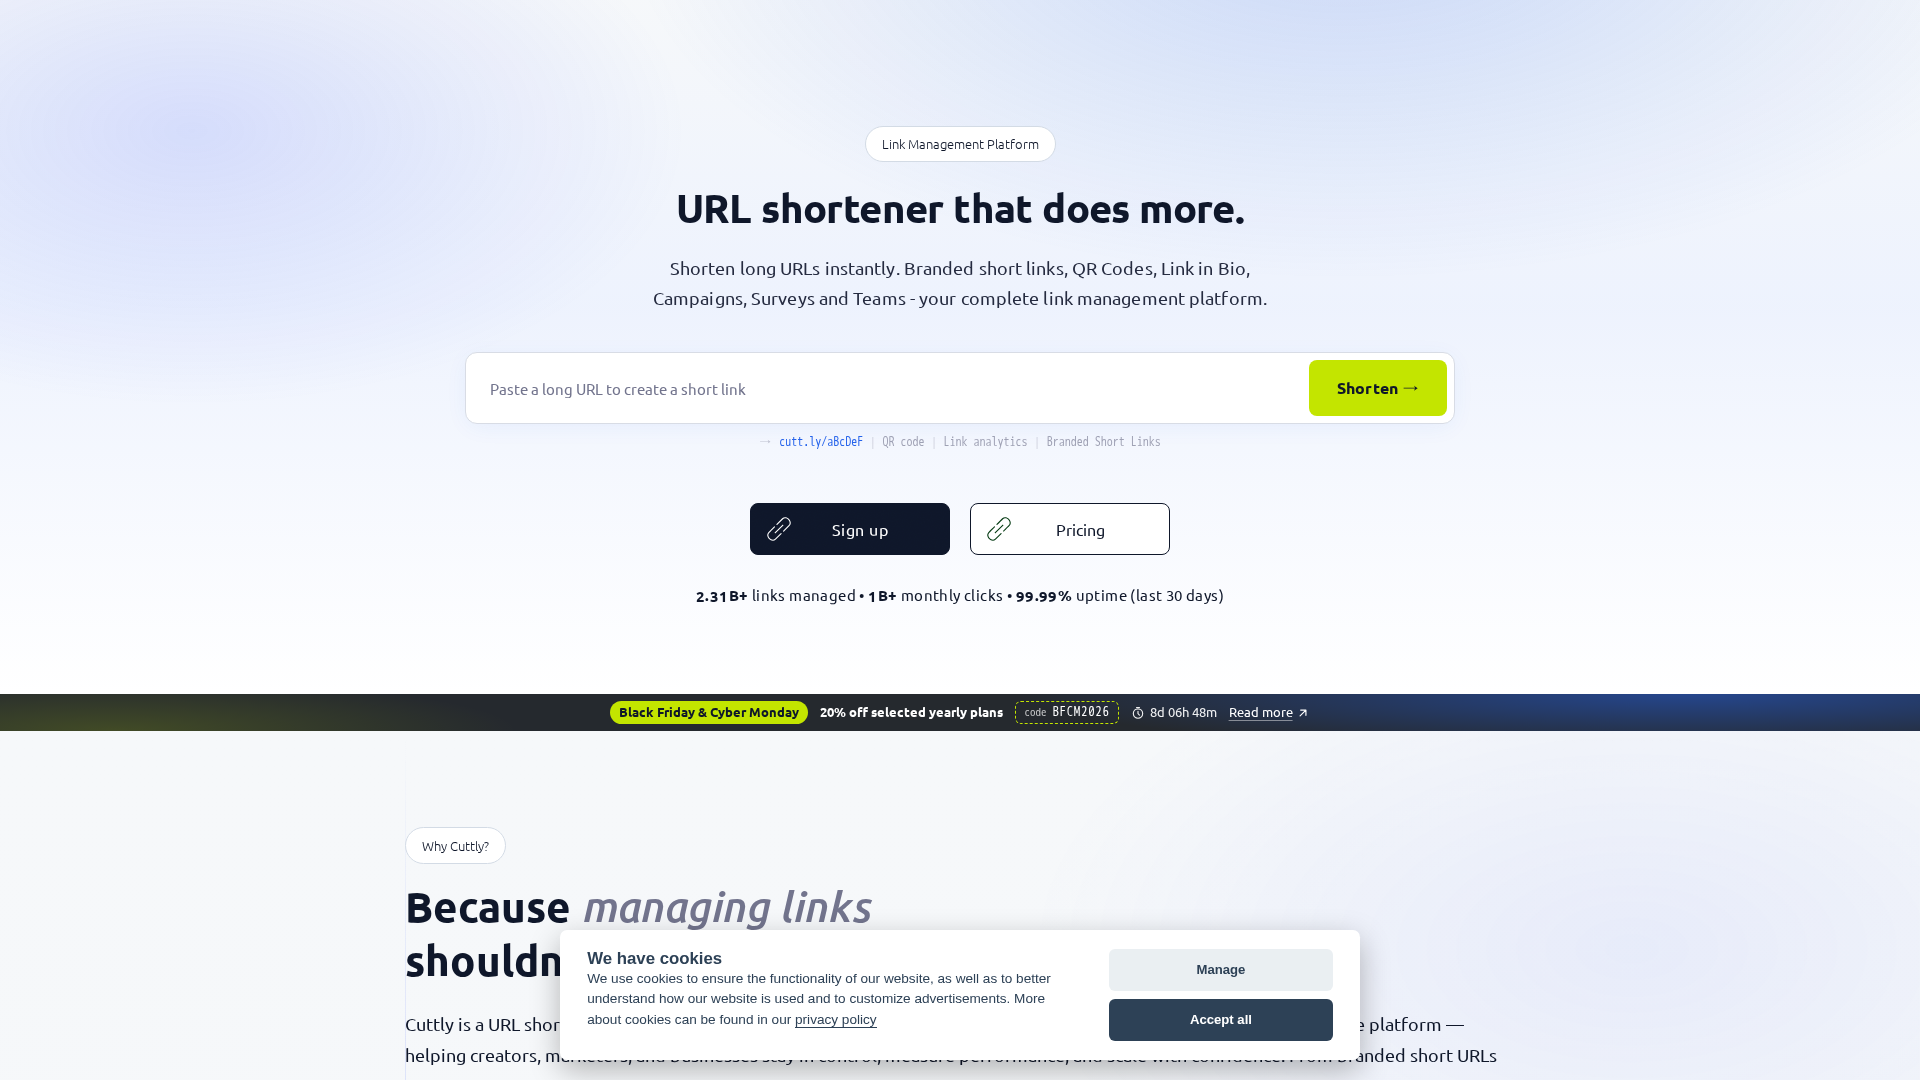 Link Management Platform
URL shortener that does more.
Shorten long URLs instantly. Branded short links, QR Codes, Link in Bio,
Campaigns, Surveys and Teams - your complete link management platform.
Paste a long URL to create a short link
Shorten →
→ cutt.ly/aBcDeF | QR code | Link analytics | Branded Short Links
Sign up
Pricing
2.31B+ links managed • 1B+ monthly clicks • 99.99% uptime (last 30 days)
Black Friday & Cyber Monday 20% off selected yearly plans code BFCM2026 8d 06h 48m Read more
Why Cuttly?
Because managing links
shouldn
We have cookies
We use cookies to ensure the functionality of our website, as well as to better
understand how our website is used and to customize advertisements. More
about cookies can be found in our privacy policy
Manage
Accept all
Cuttly is a URL shor
platform —
helping creators,
branded short URLs